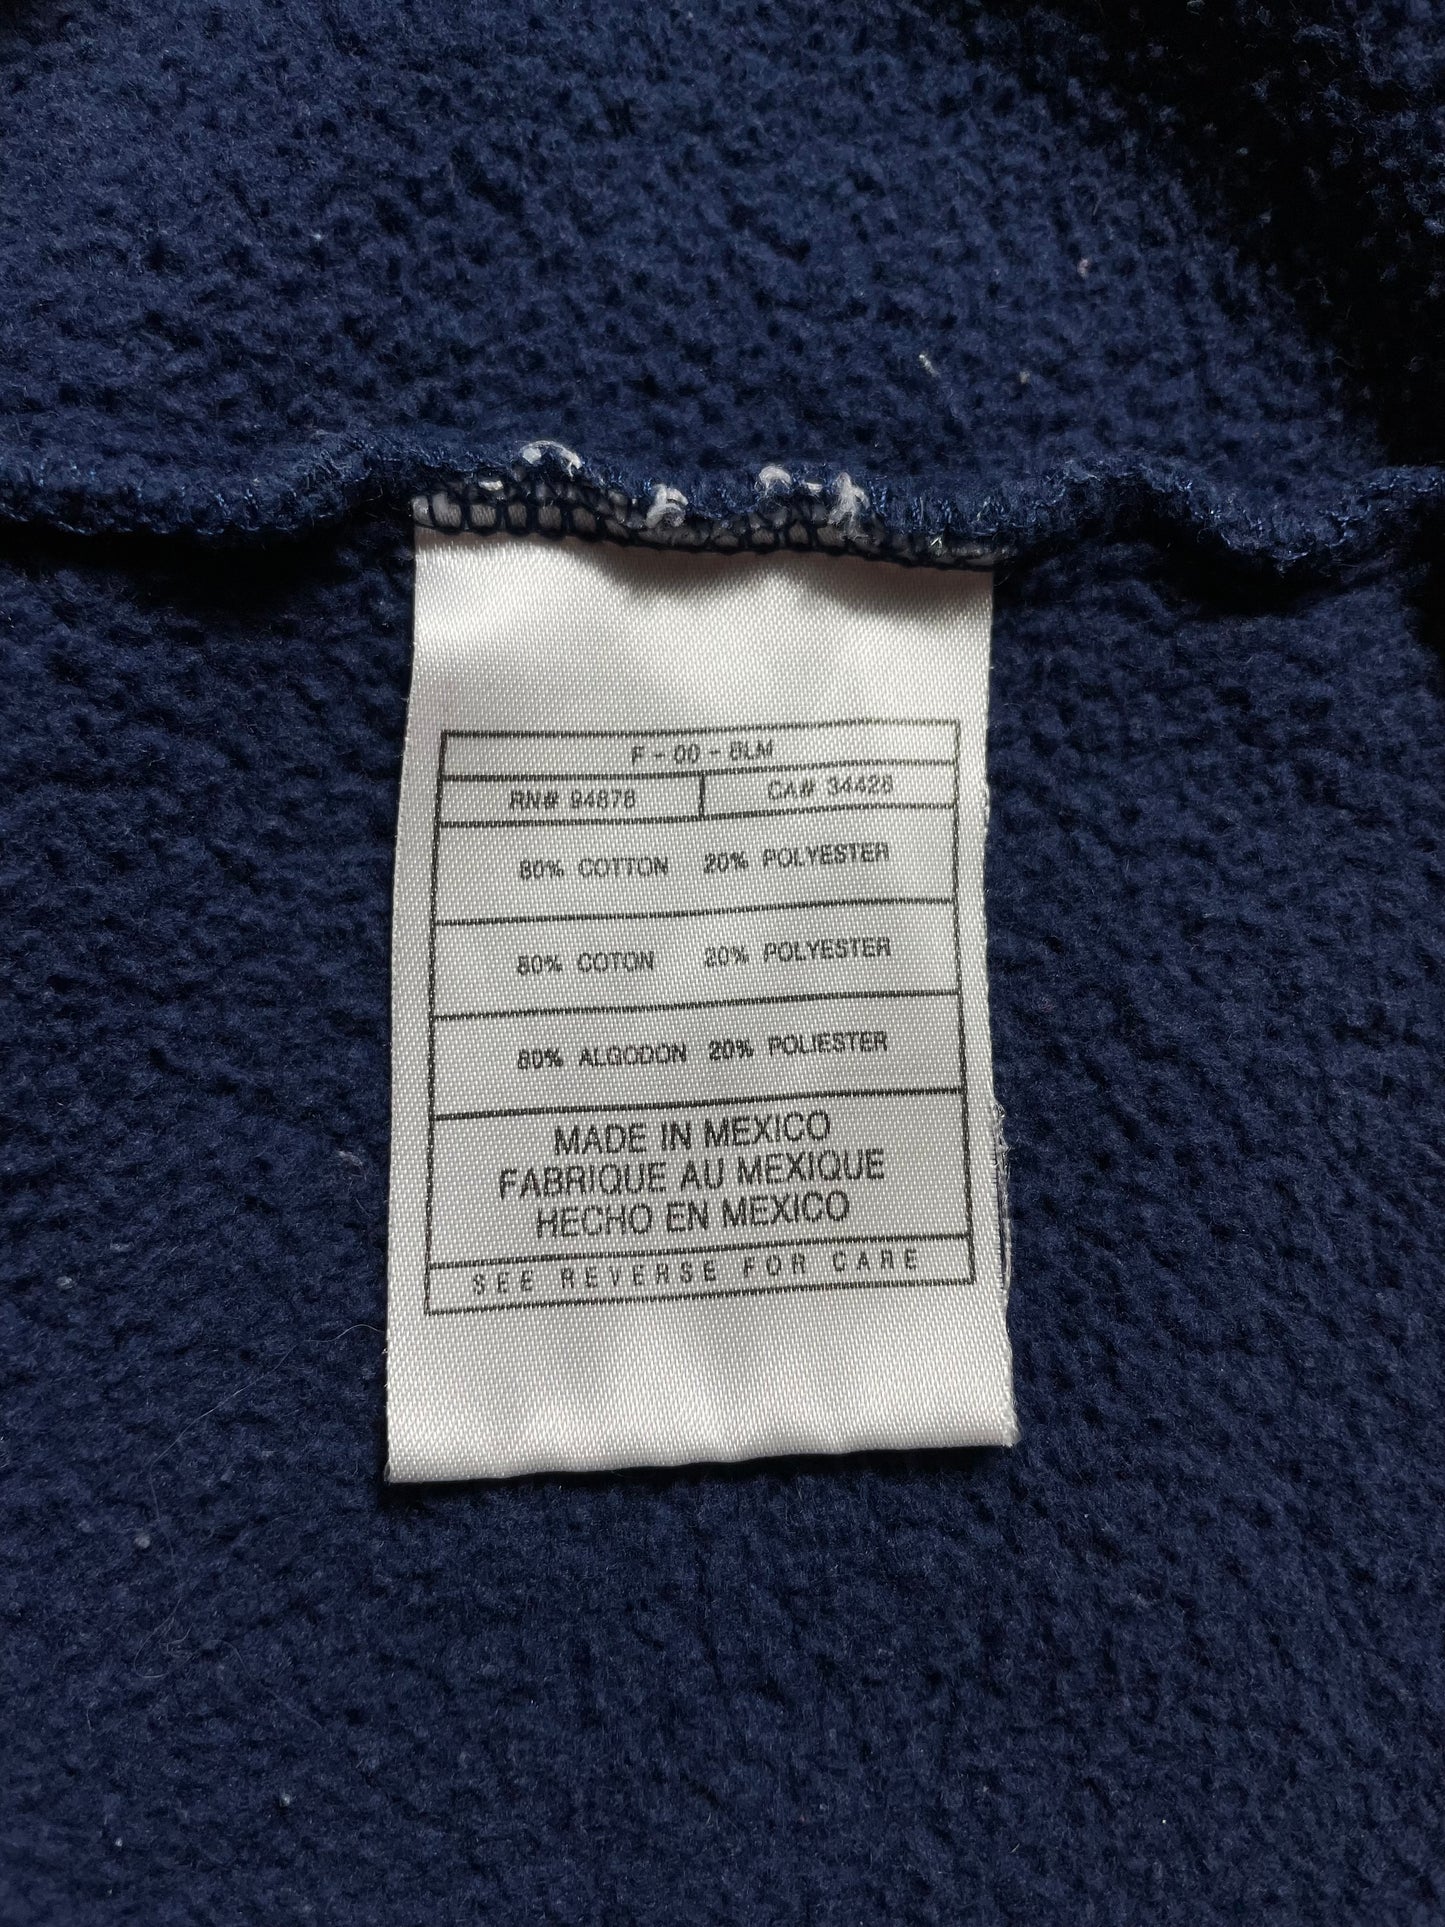 F - 00 - BLM
RN# 94878 CA# 34428
80% COTTON 20% POLYESTER
80% COTON 20% POLYESTER
80% ALGODON 20% POLIESTER
MADE IN MEXICO
FABRIQUE AU MEXIQUE
HECHO EN MEXICO
SEE REVERSE FOR CARE